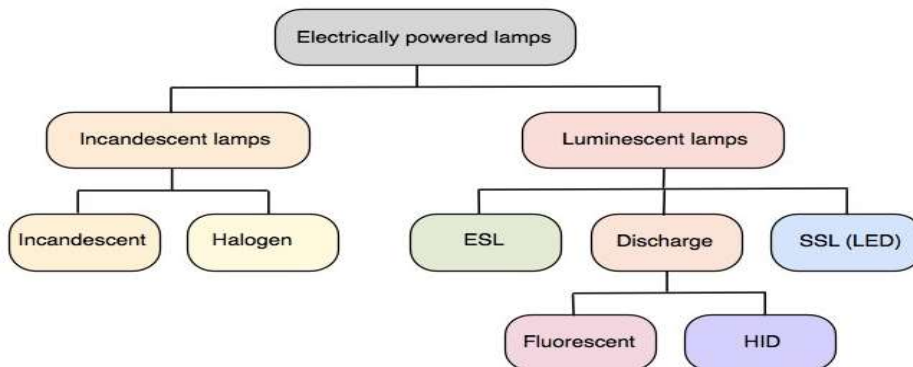 Electrically powered lamps
Incandescent lamps
Luminescent lamps
Incandescent
Halogen
ESL
Discharge
SSL (LED)
Fluorescent
HID